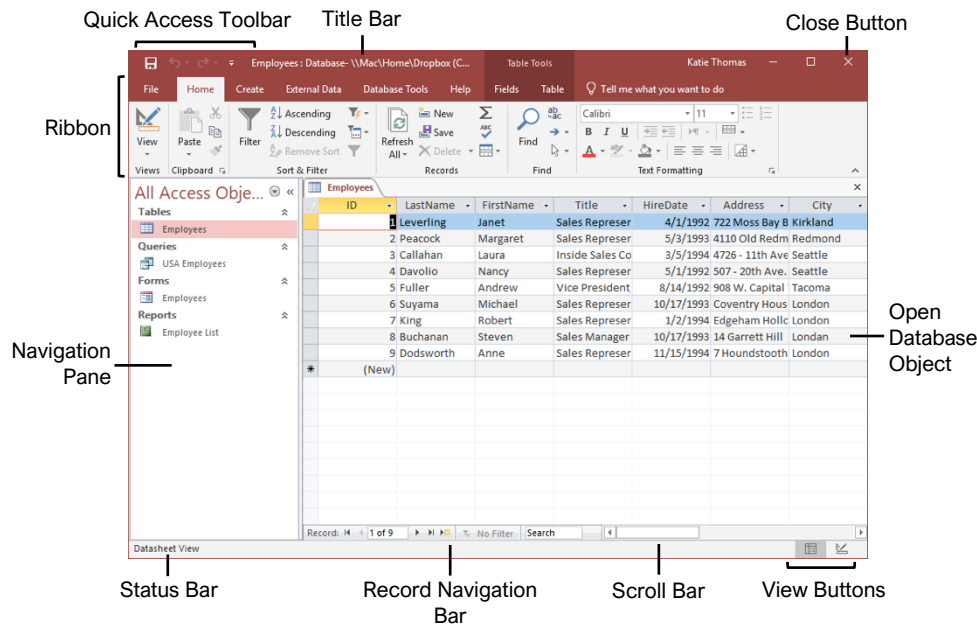 Quick Access Toolbar
Title Bar
Close Button
Employees : Database- \\Mac\Home\Dropbox (C...
Table Tools
Katie Thomas
File Home Create External Data Database Tools Help Fields Table Tell me what you want to do
Ribbon
View
Views
Paste
Clipboard
Filter
Ascending
Descending
Remove Sort
Sort & Filter
Refresh
All
New
Save
Delete
Records
ABC
Find
ab
ac
Find
Calibri 11
B I U
A
Text Formatting
All Access Obje...
Tables
Employees
Queries
USA Employees
Forms
Employees
Reports
Employee List
Employees
ID LastName FirstName Title HireDate Address City
1 Leverling Janet Sales Represer 4/1/1992 722 Moss Bay B Kirkland
2 Peacock Margaret Sales Represer 5/3/1993 4110 Old Redm Redmond
3 Callahan Laura Inside Sales Co 3/5/1994 4726 - 11th Ave Seattle
4 Davolio Nancy Sales Represer 5/1/1992 507 - 20th Ave. Seattle
5 Fuller Andrew Vice President 8/14/1992 908 W. Capital Tacoma
6 Suyama Michael Sales Represer 10/17/1993 Coventry Hous London
7 King Robert Sales Represer 1/2/1994 Edgeham Hollo London
8 Buchanan Steven Sales Manager 10/17/1993 14 Garrett Hill Londan
9 Dodsworth Anne Sales Represer 11/15/1994 7 Houndstooth London
(New)
Open
Database
Object
Navigation
Pane
Record: 1 of 9 No Filter Search
Datasheet View
Status Bar
Record Navigation
Bar
Scroll Bar
View Buttons